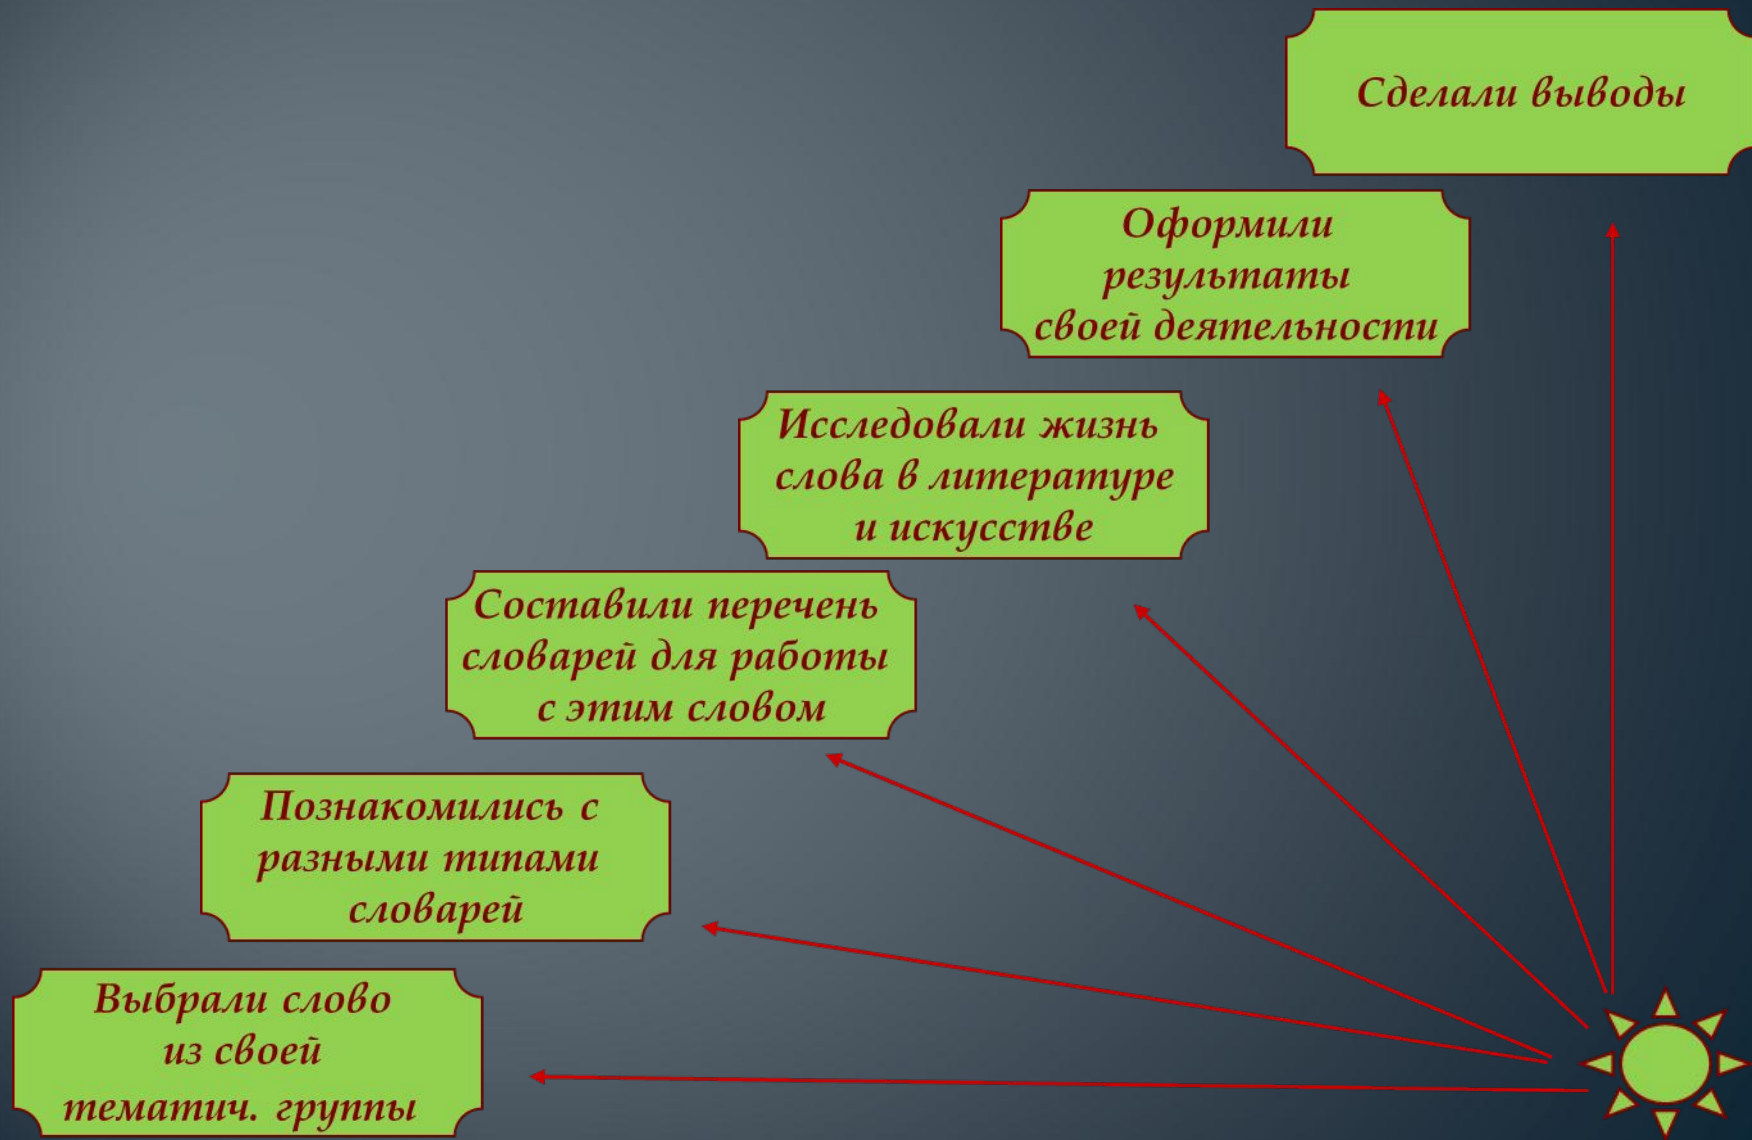 Сделали выводы
Оформили
результаты
своей деятельности
Исследовали жизнь
слова в литературе
и искусстве
Составили перечень
словарей для работы
с этим словом
Познакомились с
разными типами
словарей
Выбрали слово
из своей
тематич. группы